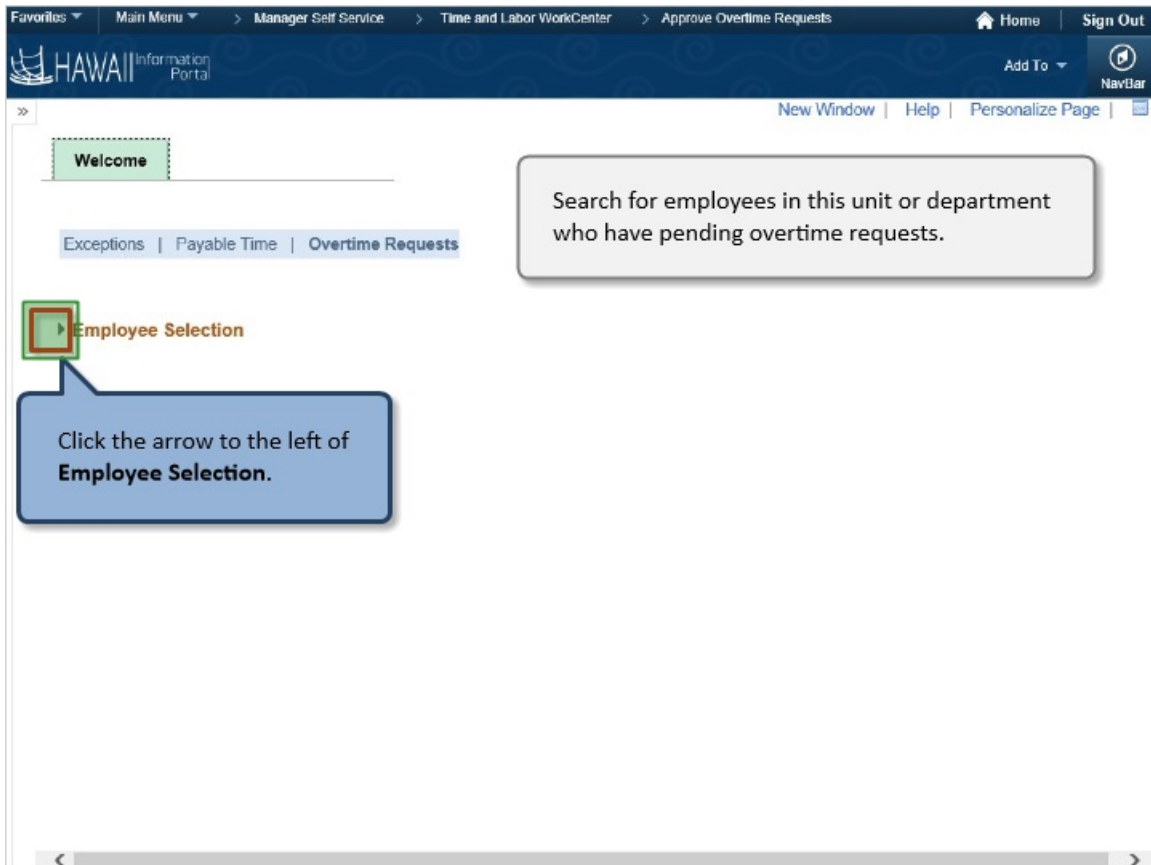 Favorites Main Menu > Manager Self Service > Time and Labor WorkCenter > Approve Overtime Requests Home Sign Out
HAWAII Information Portal
Add To NavBar
» New Window | Help | Personalize Page |
Welcome
Search for employees in this unit or department
who have pending overtime requests.
Exceptions | Payable Time | Overtime Requests
Employee Selection
Click the arrow to the left of
Employee Selection.